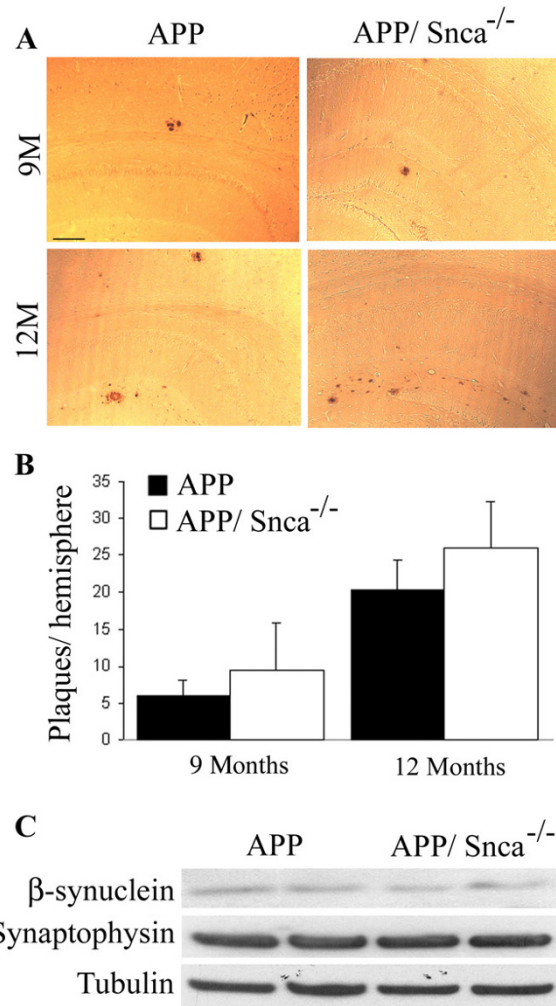 A
APP
APP/ Snca-/-
9M
12M
B
APP
APP/ Snca-/-
Plaques/ hemisphere
35
30
25
20
15
10
5
0
9 Months
12 Months
C
APP
APP/ Snca-/-
β-synuclein
Synaptophysin
Tubulin